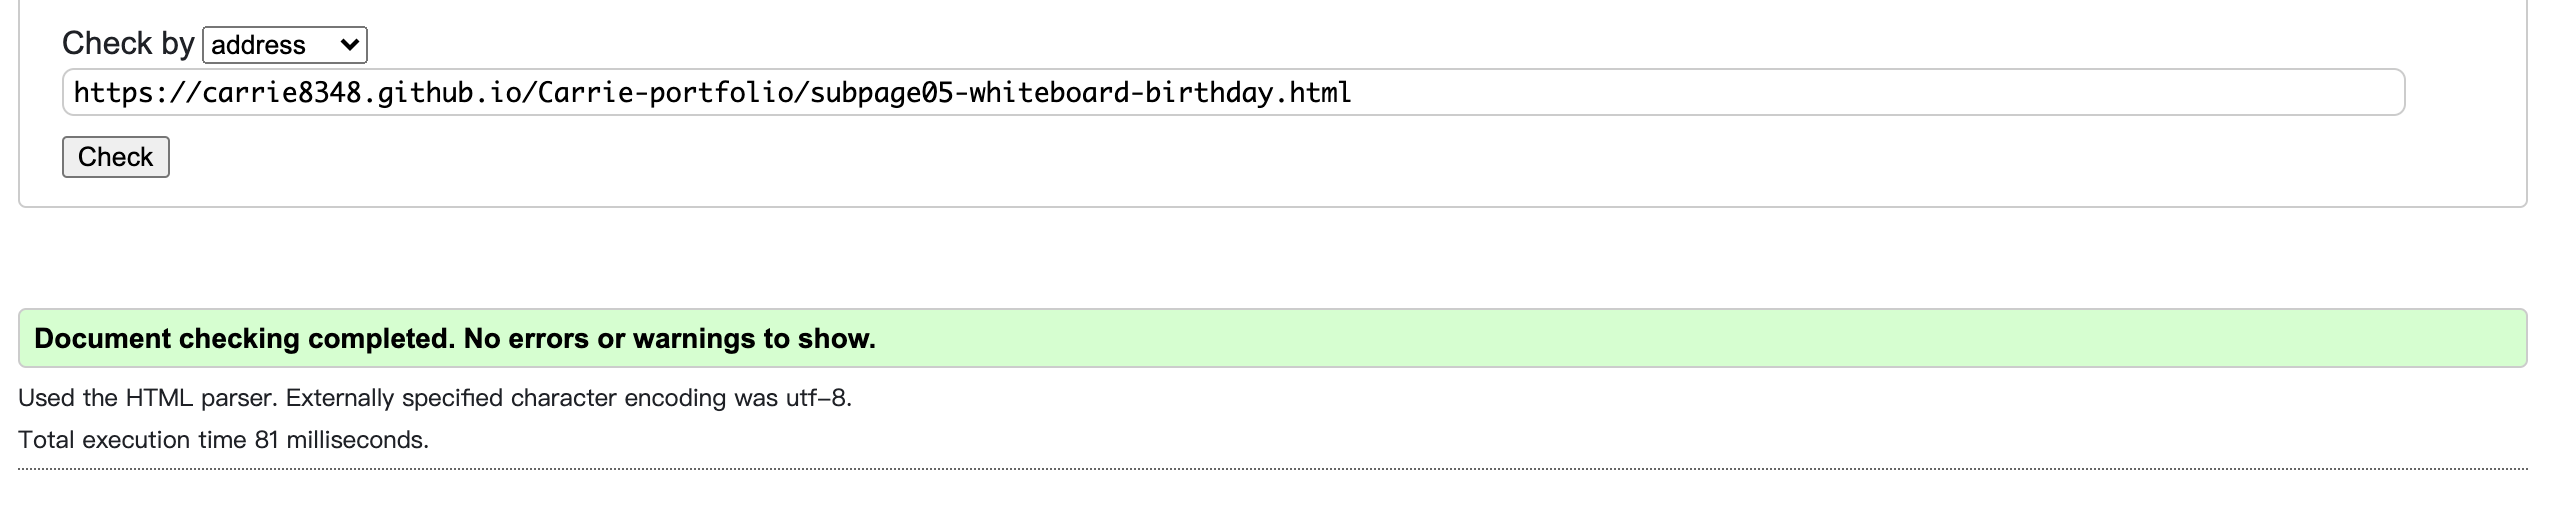 Check by address
https://carrie8348.github.io/Carrie-portfolio/subpage05-whiteboard-birthday.html
Check
Document checking completed. No errors or warnings to show.
Used the HTML parser. Externally specified character encoding was utf-8.
Total execution time 81 milliseconds.